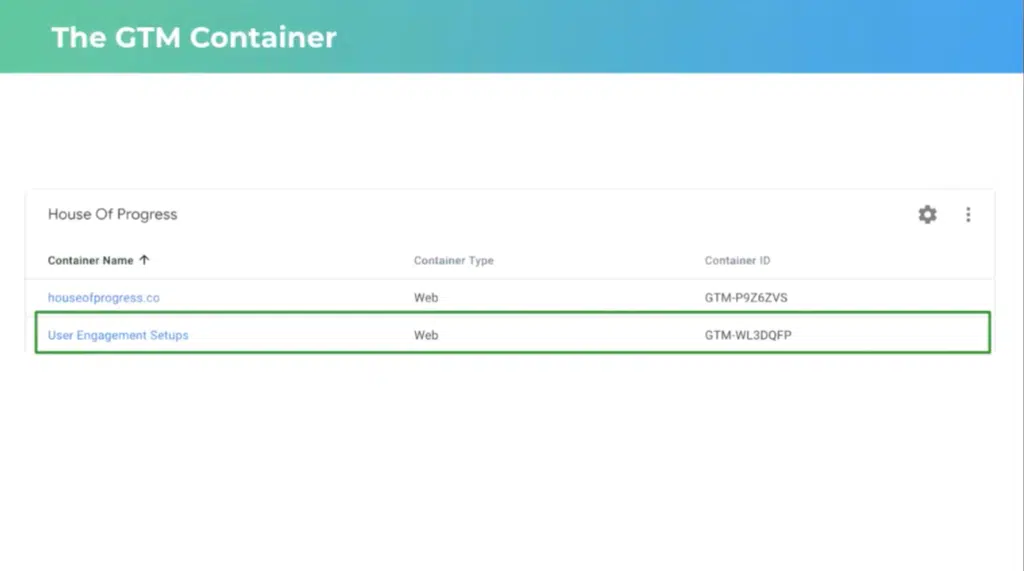 The GTM Container
House Of Progress
Container Name ↑ Container Type Container ID
houseofprogress.co Web GTM-P9Z6ZVS
User Engagement Setups Web GTM-WL3DQFP